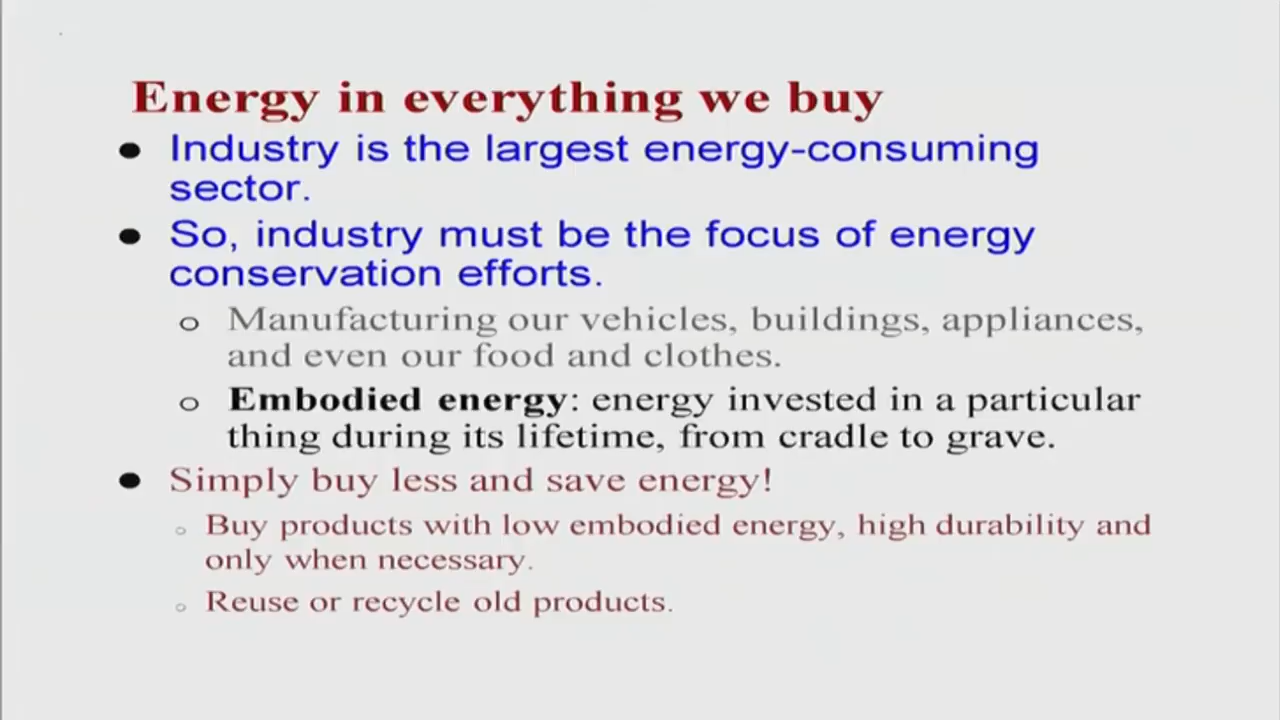 Energy in everything we buy
● Industry is the largest energy-consuming
sector.
● So, industry must be the focus of energy
conservation efforts.
o Manufacturing our vehicles, buildings, appliances,
and even our food and clothes.
o Embodied energy: energy invested in a particular
thing during its lifetime, from cradle to grave.
● Simply buy less and save energy!
o Buy products with low embodied energy, high durability and
only when necessary.
o Reuse or recycle old products.